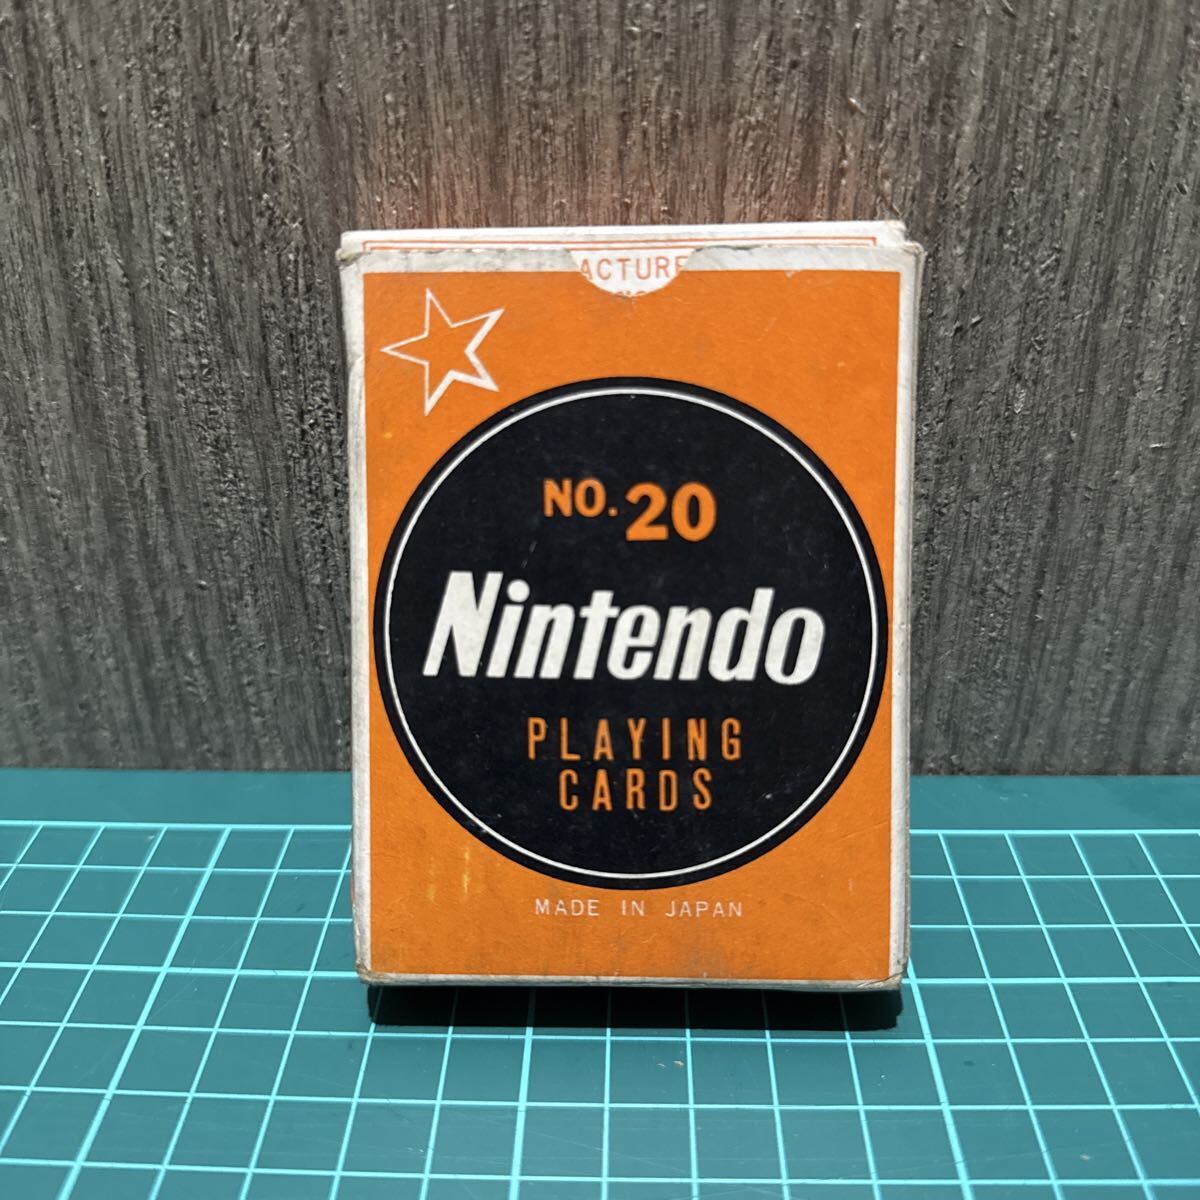 ACTURE
NO. 20
Nintendo
PLAYING
CARDS
MADE IN JAPAN